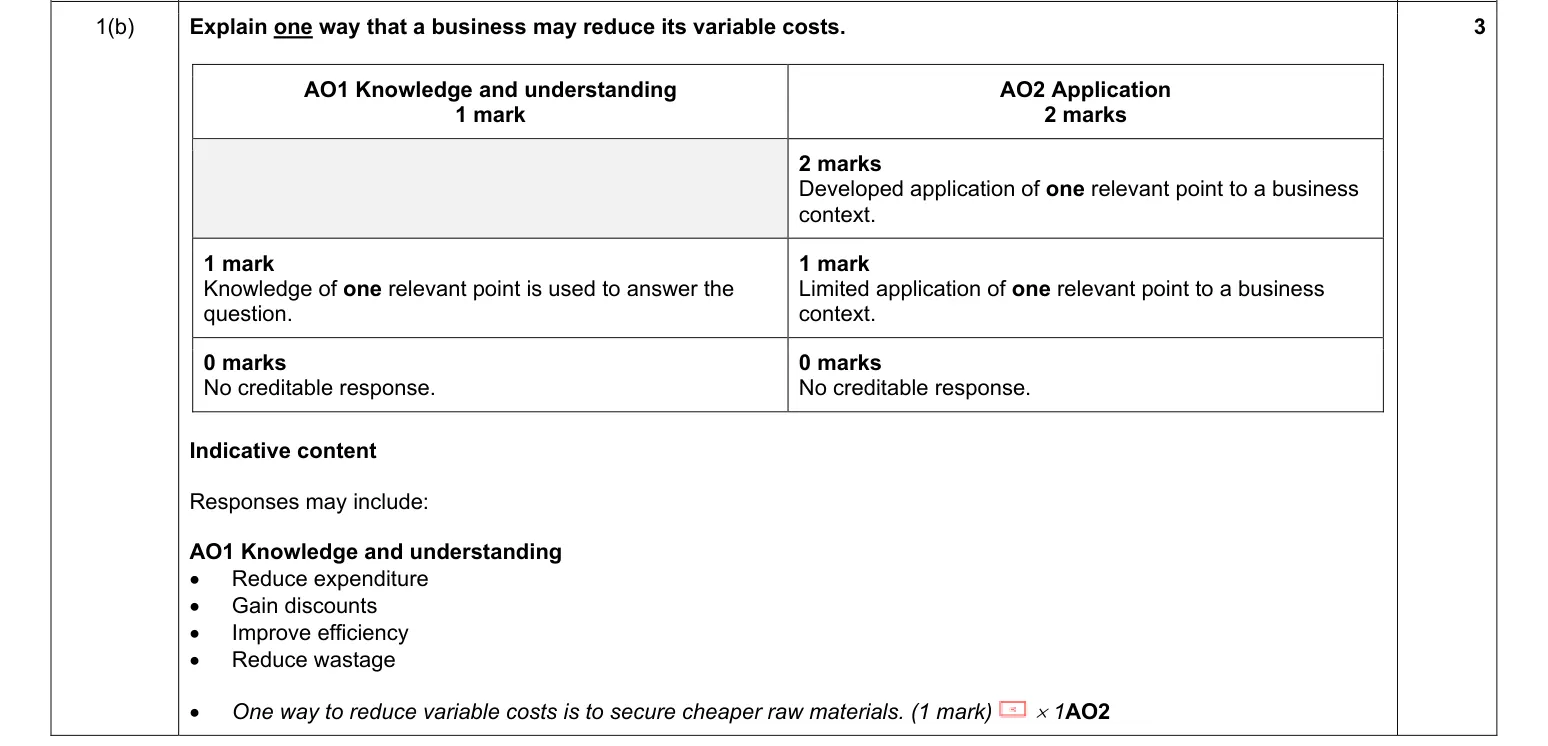 1(b) Explain one way that a business may reduce its variable costs. 3
AO1 Knowledge and understanding
1 mark
AO2 Application
2 marks
2 marks
Developed application of one relevant point to a business
context.
1 mark
Knowledge of one relevant point is used to answer the
question.
1 mark
Limited application of one relevant point to a business
context.
0 marks
No creditable response.
0 marks
No creditable response.
Indicative content
Responses may include:
AO1 Knowledge and understanding
• Reduce expenditure
• Gain discounts
• Improve efficiency
• Reduce wastage
• One way to reduce variable costs is to secure cheaper raw materials. (1 mark) × 1AO2